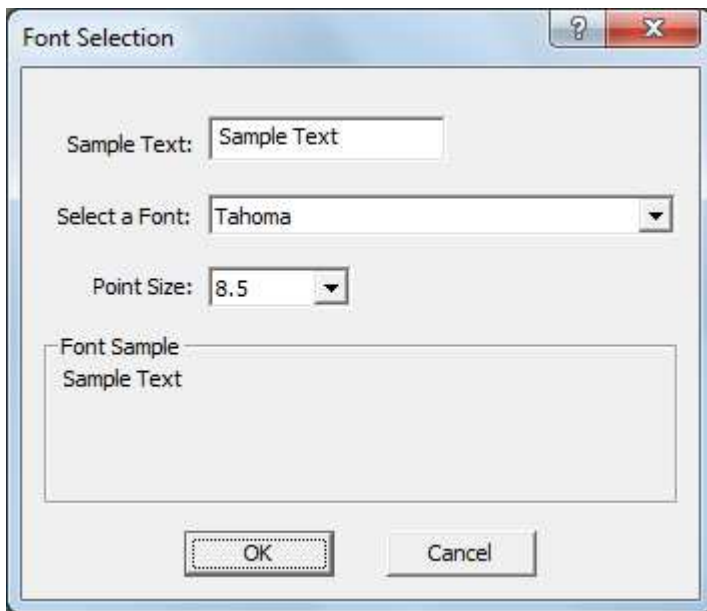 Font Selection
?
Sample Text: Sample Text
Select a Font: Tahoma
Point Size: 8.5
Font Sample
Sample Text
OK Cancel